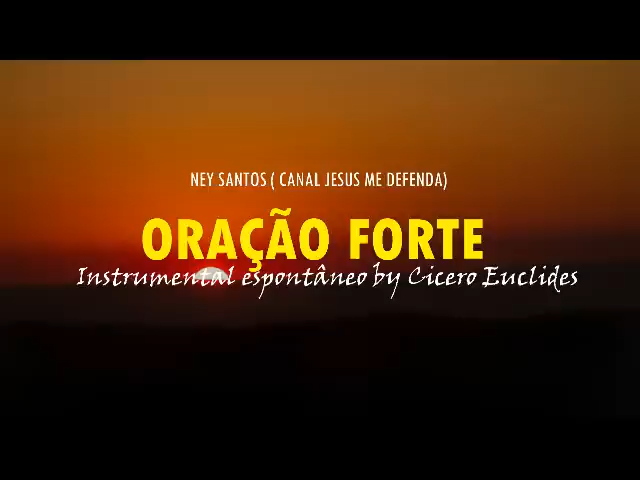 NEY SANTOS ( CANAL JESUS ME DEFENDA)
ORAÇÃO FORTE
Instrumental espontâneo by Cicero Euclides